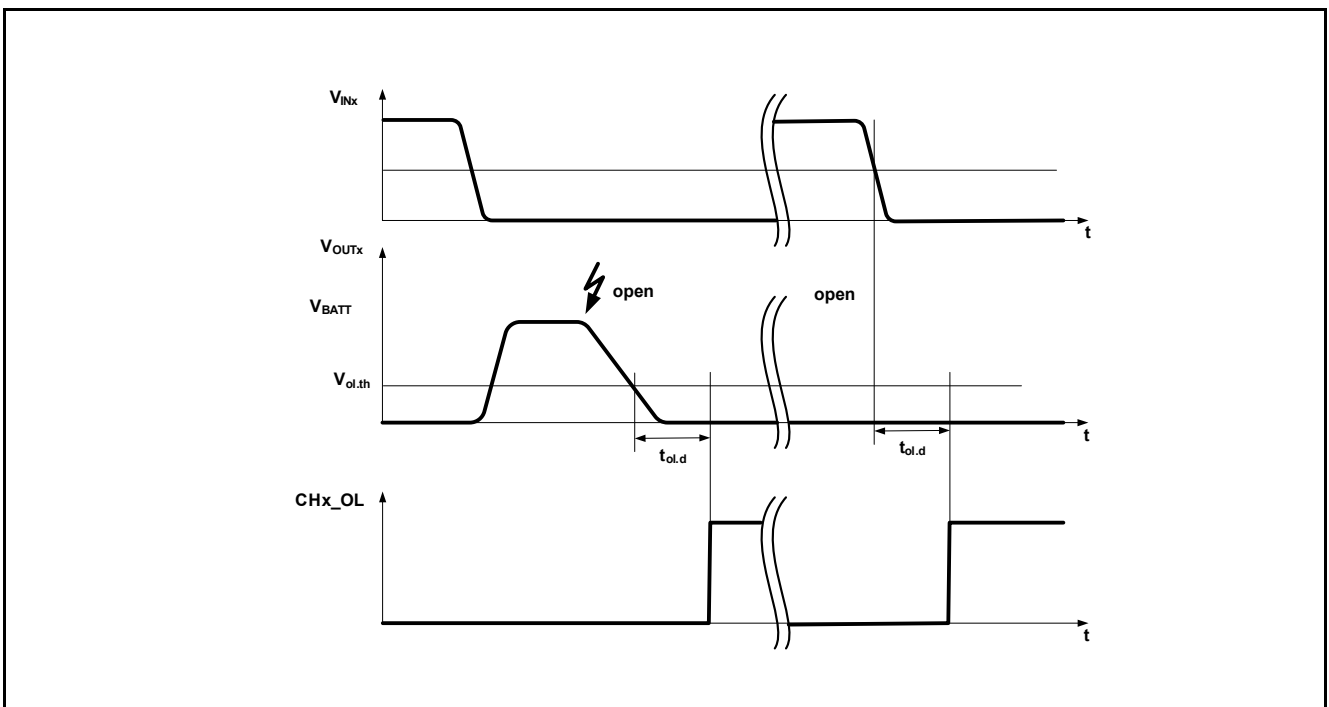 VINx
t
VOUTx
open
open
VBATT
Vol.th
t
tol.d
tol.d
CHx_OL
t